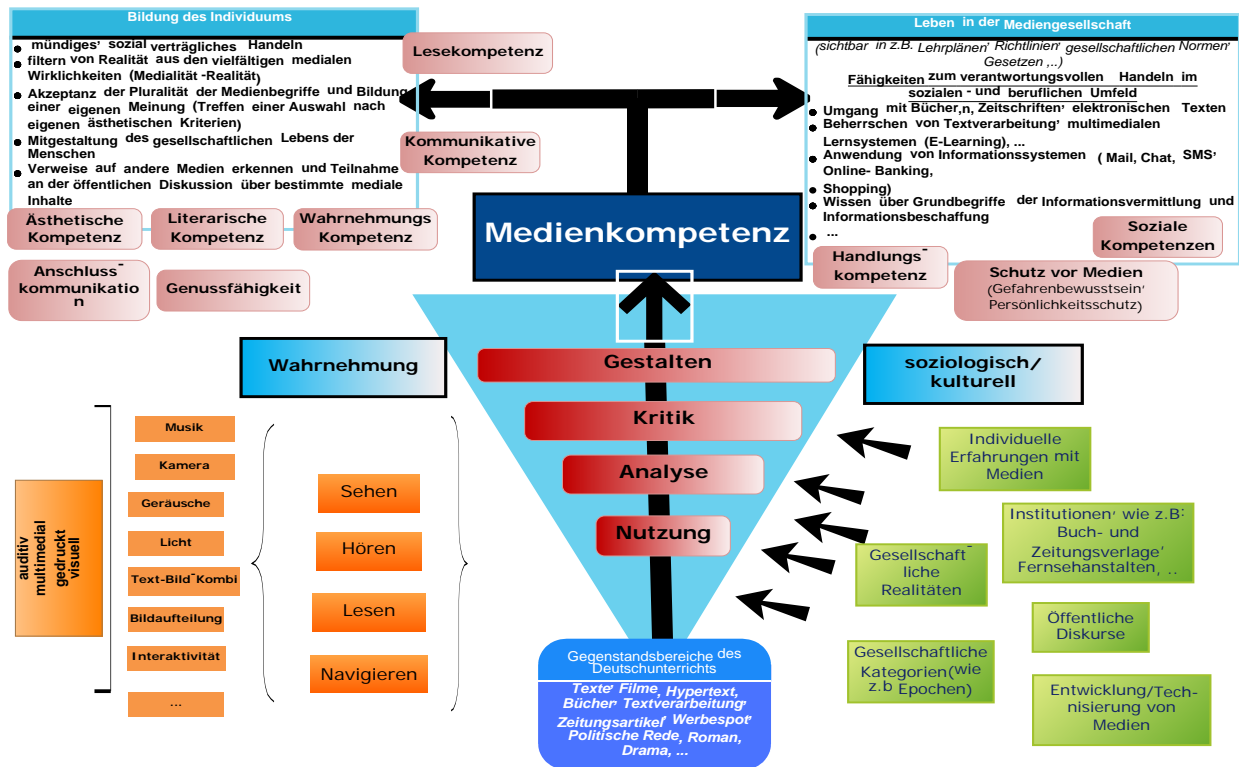 Bildung des Individuums
• mündiges, sozial verträgliches Handeln
• filtern von Realität aus den vielfältigen medialen
Wirklichkeiten (Medialität -Realität)
• Akzeptanz der Pluralität der Medienbegriffe und Bildung
einer eigenen Meinung (Treffen einer Auswahl nach
eigenen ästhetischen Kriterien)
• Mitgestaltung des gesellschaftlichen Lebens der
Menschen
• Verweise auf andere Medien erkennen und Teilnahme
an der öffentlichen Diskussion über bestimmte mediale
Inhalte
Lesekompetenz
Kommunikative
Kompetenz
Ästhetische
Kompetenz
Literarische
Kompetenz
Wahrnehmungs
Kompetenz
Anschluss-
kommunikatio
n
Genussfähigkeit
Leben in der Mediengesellschaft
(sichtbar in z.B. Lehrplänen, Richtlinien, gesellschaftlichen Normen,
Gesetzen ,..)
Fähigkeiten zum verantwortungsvollen Handeln im
sozialen - und beruflichen Umfeld
• Umgang mit Bücher,n, Zeitschriften, elektronischen Texten
• Beherrschen von Textverarbeitung, multimedialen
Lernsystemen (E-Learning), ...
• Anwendung von Informationssystemen ( Mail, Chat, SMS,
Online- Banking,
• Shopping)
• Wissen über Grundbegriffe der Informationsvermittlung und
Informationsbeschaffung
• ...
Soziale
Kompetenzen
Handlungs-
kompetenz
Schutz vor Medien
(Gefahrenbewusstsein,
Persönlichkeitsschutz)
Medienkompetenz
Gestalten
Kritik
Analyse
Nutzung
Gegenstandsbereiche des
Deutschunterrichts
Texte, Filme, Hypertext,
Bücher, Textverarbeitung,
Zeitungsartikel, Werbespot,
Politische Rede, Roman,
Drama, ...
Wahrnehmung
auditiv
multimedial
gedruckt
visuell
Musik
Kamera
Geräusche
Licht
Text-Bild-Kombi
Bildaufteilung
Interaktivität
...
Sehen
Hören
Lesen
Navigieren
soziologisch/
kulturell
Individuelle
Erfahrungen mit
Medien
Institutionen, wie z.B:
Buch- und
Zeitungsverlage,
Fernsehanstalten, ..
Gesellschaft-
liche
Realitäten
Öffentliche
Diskurse
Gesellschaftliche
Kategorien(wie
z.b Epochen)
Entwicklung/Tech-
nisierung von
Medien